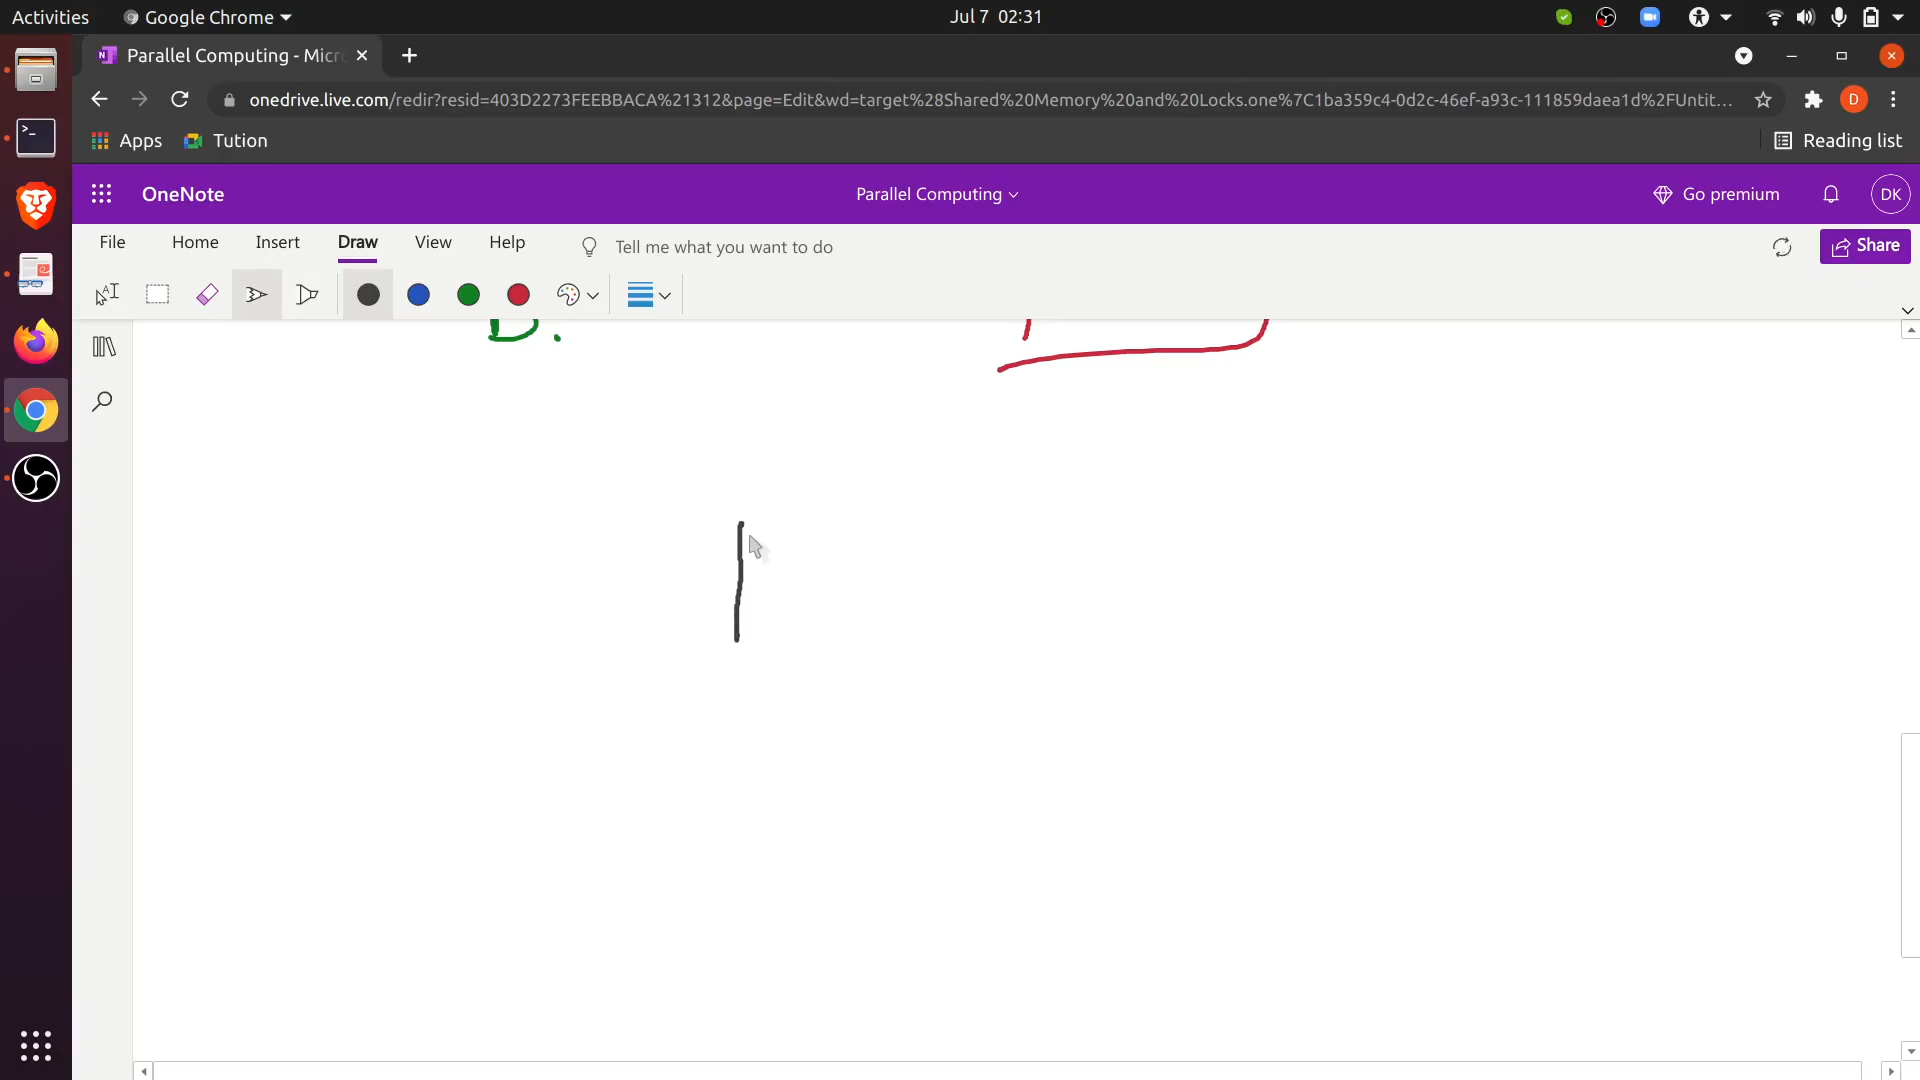 Activities Google Chrome Jul 7 02:31
Parallel Computing - Micr
onedrive.live.com/redir?resid=403D2273FEEBBACA%21312&page=Edit&wd=target%28Shared%20Memory%20and%20Locks.one%7C1ba359c4-0d2c-46ef-a93c-111859daea1d%2FUntit... D
Apps Tution Reading list
OneNote Parallel Computing Go premium DK
File Home Insert Draw View Help Tell me what you want to do Share